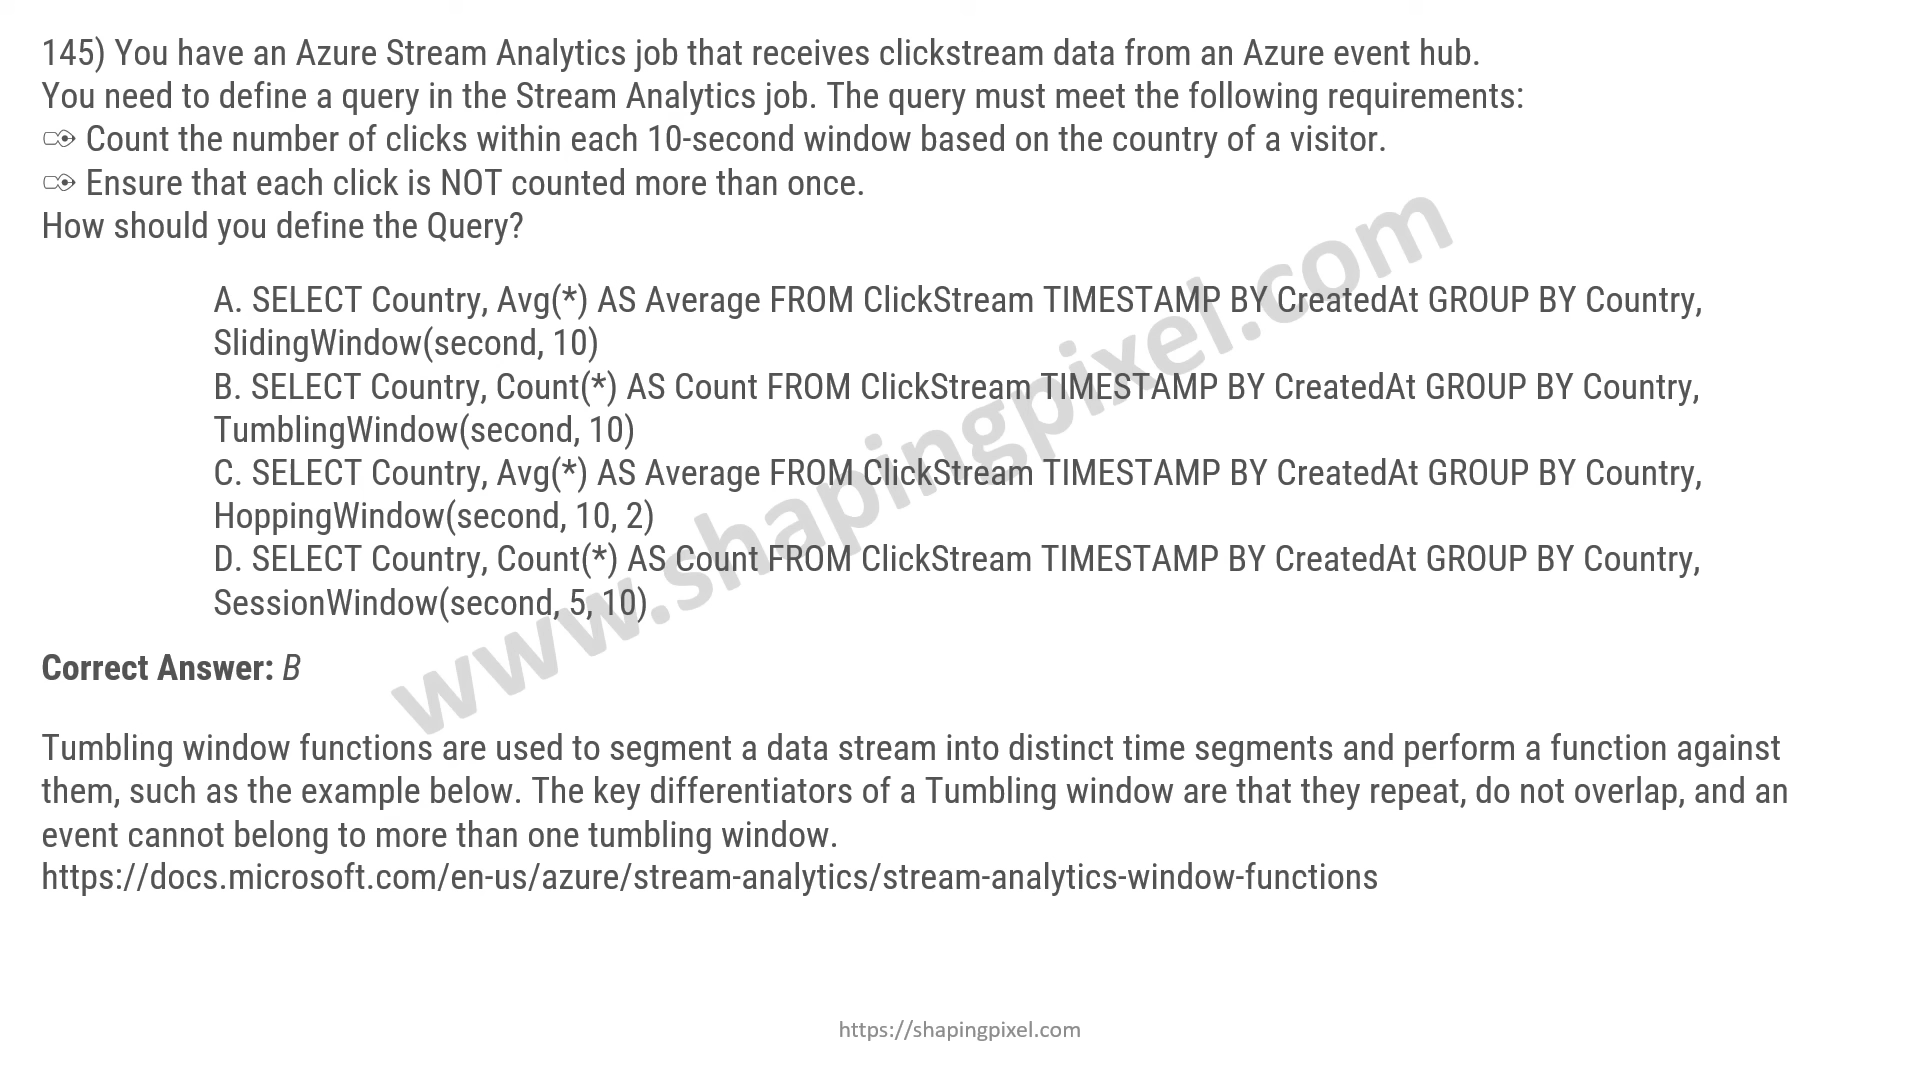 145) You have an Azure Stream Analytics job that receives clickstream data from an Azure event hub.
You need to define a query in the Stream Analytics job. The query must meet the following requirements:
Count the number of clicks within each 10-second window based on the country of a visitor.
Ensure that each click is NOT counted more than once.
How should you define the Query?
A. SELECT Country, Avg(*) AS Average FROM ClickStream TIMESTAMP BY CreatedAt GROUP BY Country,
SlidingWindow(second, 10)
B. SELECT Country, Count(*) AS Count FROM ClickStream TIMESTAMP BY CreatedAt GROUP BY Country,
TumblingWindow(second, 10)
C. SELECT Country, Avg(*) AS Average FROM ClickStream TIMESTAMP BY CreatedAt GROUP BY Country,
HoppingWindow(second, 10, 2)
D. SELECT Country, Count(*) AS Count FROM ClickStream TIMESTAMP BY CreatedAt GROUP BY Country,
SessionWindow(second, 5, 10)
Correct Answer: B
Tumbling window functions are used to segment a data stream into distinct time segments and perform a function against
them, such as the example below. The key differentiators of a Tumbling window are that they repeat, do not overlap, and an
event cannot belong to more than one tumbling window.
https://docs.microsoft.com/en-us/azure/stream-analytics/stream-analytics-window-functions
www.shapingpixel.com
https://shapingpixel.com